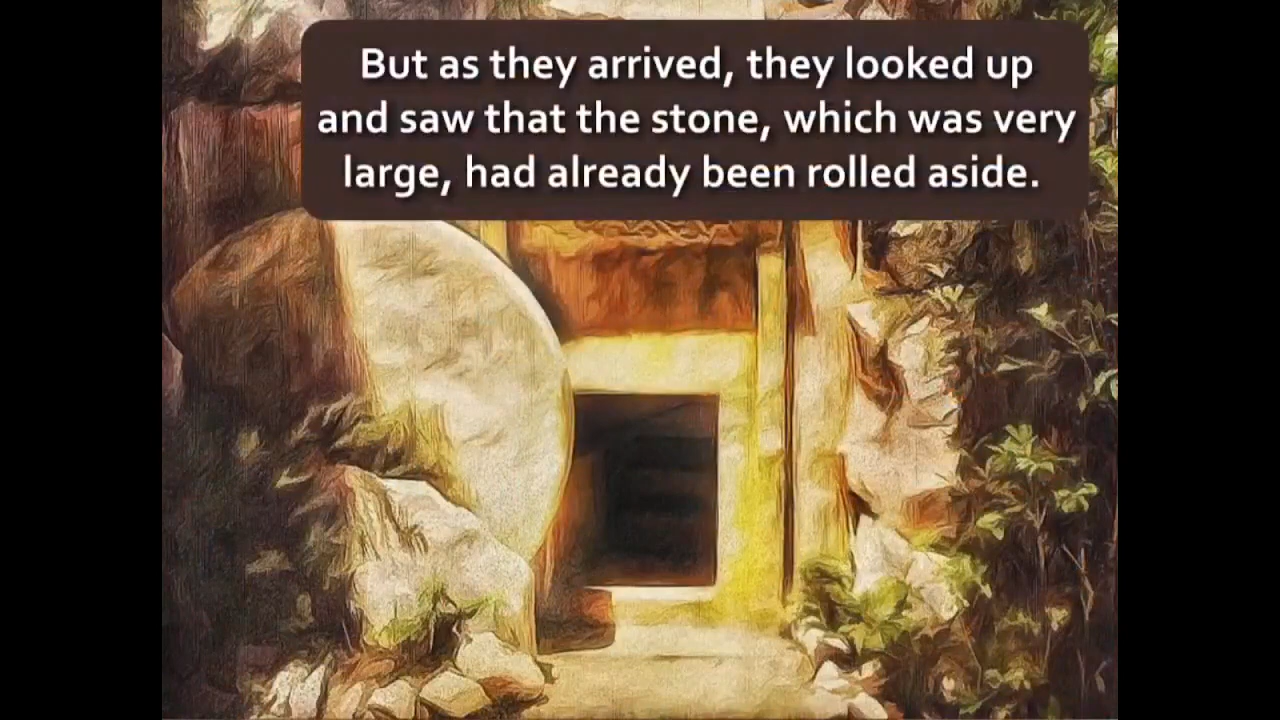 But as they arrived, they looked up
and saw that the stone, which was very
large, had already been rolled aside.